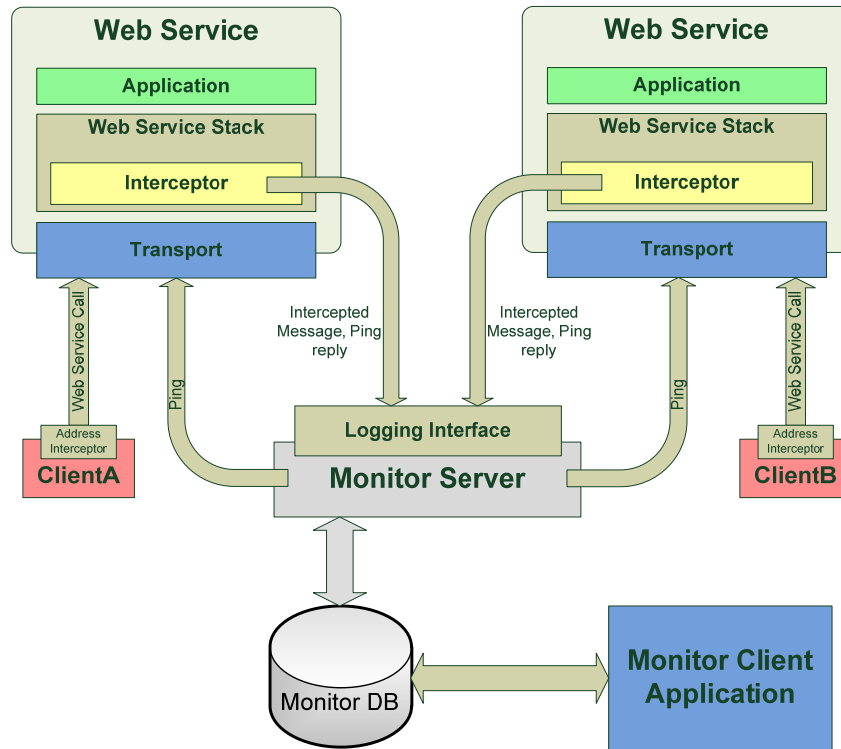 Web Service
Application
Web Service Stack
Interceptor
Transport
Web Service
Application
Web Service Stack
Interceptor
Transport
Web Service Call
Ping
Intercepted
Message, Ping
reply
Intercepted
Message, Ping
reply
Ping
Web Service Call
Address
Interceptor
ClientA
Logging Interface
Monitor Server
Address
Interceptor
ClientB
Monitor DB
Monitor Client
Application